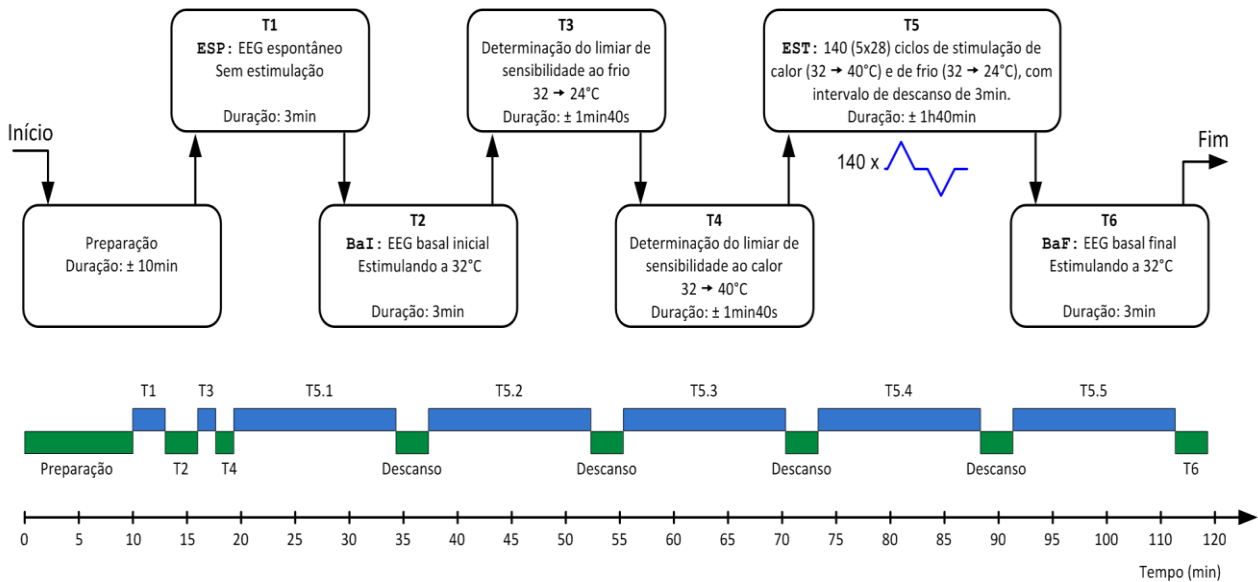 Início
Preparação
Duração: ± 10min
T1
ESP: EEG espontâneo
Sem estimulação
Duração: 3min
T2
BaI: EEG basal inicial
Estimulando a 32°C
Duração: 3min
T3
Determinação do limiar de
sensibilidade ao frio
32 → 24°C
Duração: ± 1min40s
T4
Determinação do limiar de
sensibilidade ao calor
32 → 40°C
Duração: ± 1min40s
T5
EST: 140 (5x28) ciclos de stimulação de
calor (32 → 40°C) e de frio (32 → 24°C), com
intervalo de descanso de 3min.
Duração: ± 1h40min
140 x
T6
BaF: EEG basal final
Estimulando a 32°C
Duração: 3min
Fim
T1 T3 T5.1 T5.2 T5.3 T5.4 T5.5
Preparação T2 T4 Descanso Descanso Descanso Descanso T6
0 5 10 15 20 25 30 35 40 45 50 55 60 65 70 75 80 85 90 95 100 105 110 115 120
Tempo (min)